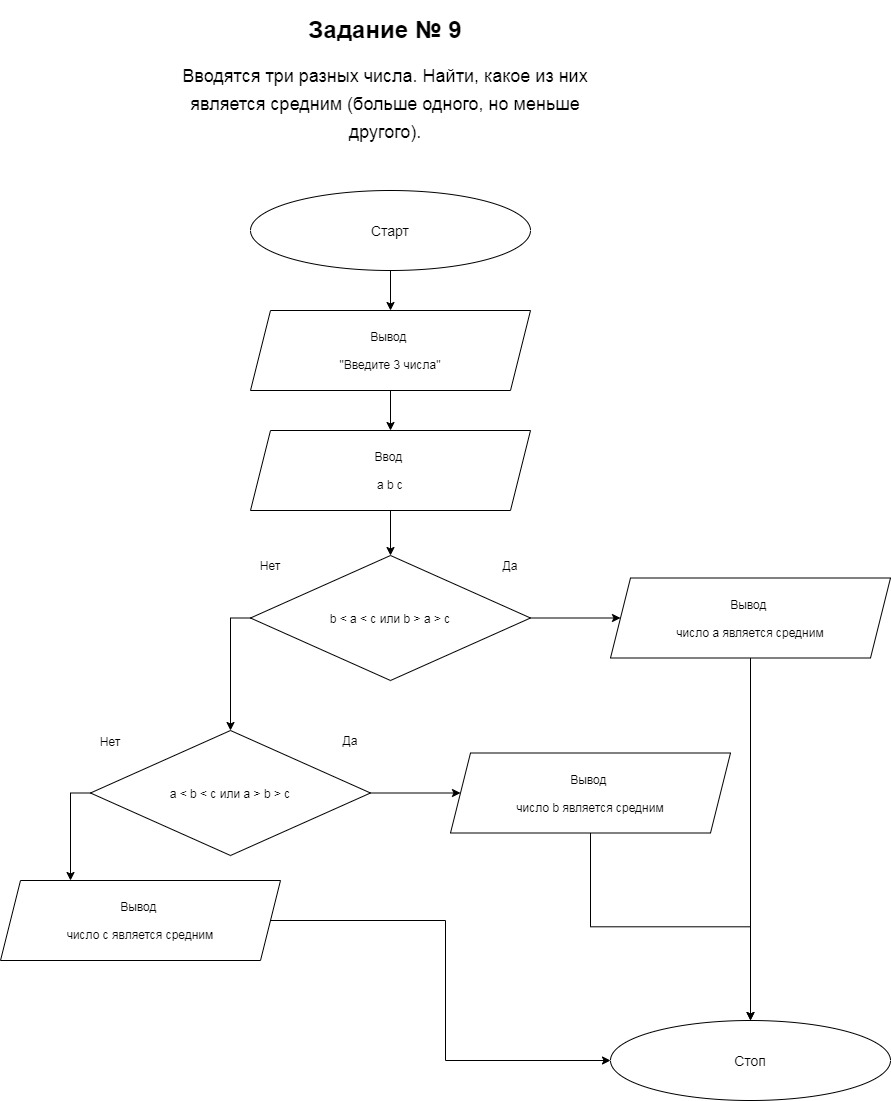 Задание № 9
Вводятся три разных числа. Найти, какое из них
является средним (больше одного, но меньше
другого).
Старт
Вывод
"Введите 3 числа"
Ввод
a b c
Нет
Да
b < a < c или b > a > c
Вывод
число a является средним
Нет
Да
a < b < c или a > b > c
Вывод
число b является средним
Вывод
число c является средним
Стоп